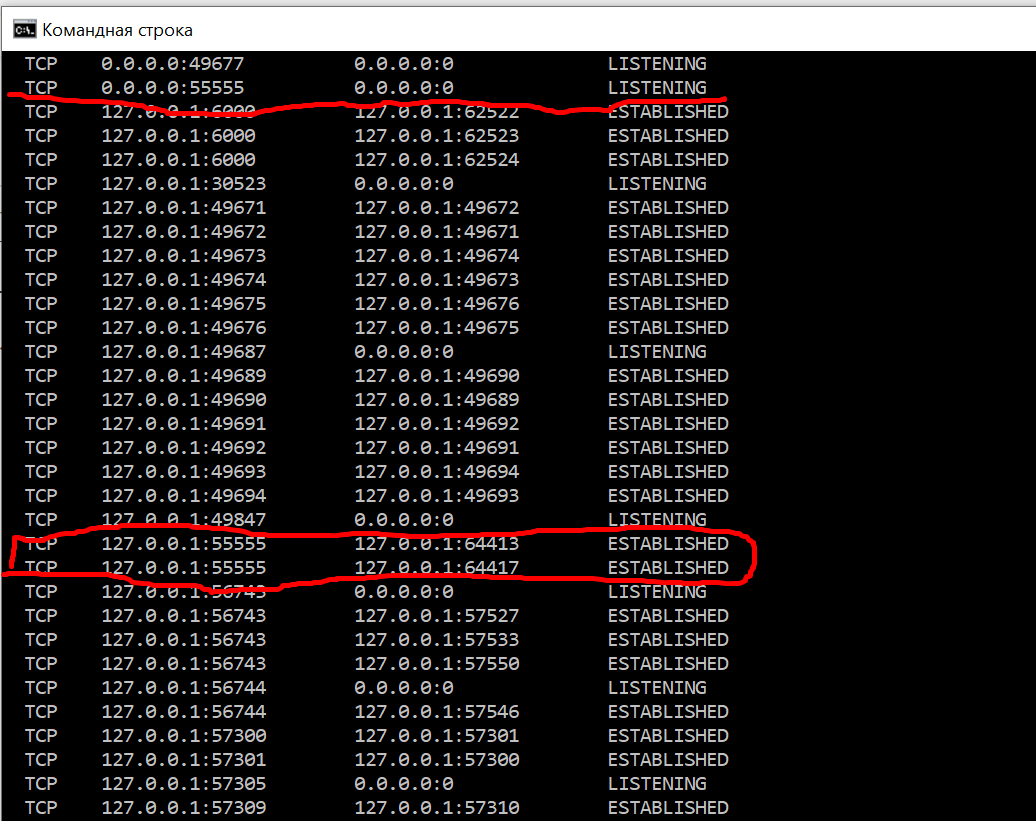 Командная строка
TCP 0.0.0.0:49677 0.0.0.0:0 LISTENING
TCP 0.0.0.0:55555 0.0.0.0:0 LISTENING
TCP 127.0.0.1:6000 127.0.0.1:62522 ESTABLISHED
TCP 127.0.0.1:6000 127.0.0.1:62523 ESTABLISHED
TCP 127.0.0.1:6000 127.0.0.1:62524 ESTABLISHED
TCP 127.0.0.1:30523 0.0.0.0:0 LISTENING
TCP 127.0.0.1:49671 127.0.0.1:49672 ESTABLISHED
TCP 127.0.0.1:49672 127.0.0.1:49671 ESTABLISHED
TCP 127.0.0.1:49673 127.0.0.1:49674 ESTABLISHED
TCP 127.0.0.1:49674 127.0.0.1:49673 ESTABLISHED
TCP 127.0.0.1:49675 127.0.0.1:49676 ESTABLISHED
TCP 127.0.0.1:49676 127.0.0.1:49675 ESTABLISHED
TCP 127.0.0.1:49687 0.0.0.0:0 LISTENING
TCP 127.0.0.1:49689 127.0.0.1:49690 ESTABLISHED
TCP 127.0.0.1:49690 127.0.0.1:49689 ESTABLISHED
TCP 127.0.0.1:49691 127.0.0.1:49692 ESTABLISHED
TCP 127.0.0.1:49692 127.0.0.1:49691 ESTABLISHED
TCP 127.0.0.1:49693 127.0.0.1:49694 ESTABLISHED
TCP 127.0.0.1:49694 127.0.0.1:49693 ESTABLISHED
TCP 127.0.0.1:49847 0.0.0.0:0 LISTENING
TCP 127.0.0.1:55555 127.0.0.1:64413 ESTABLISHED
TCP 127.0.0.1:55555 127.0.0.1:64417 ESTABLISHED
TCP 127.0.0.1:56743 0.0.0.0:0 LISTENING
TCP 127.0.0.1:56743 127.0.0.1:57527 ESTABLISHED
TCP 127.0.0.1:56743 127.0.0.1:57533 ESTABLISHED
TCP 127.0.0.1:56743 127.0.0.1:57550 ESTABLISHED
TCP 127.0.0.1:56744 0.0.0.0:0 LISTENING
TCP 127.0.0.1:56744 127.0.0.1:57546 ESTABLISHED
TCP 127.0.0.1:57300 127.0.0.1:57301 ESTABLISHED
TCP 127.0.0.1:57301 127.0.0.1:57300 ESTABLISHED
TCP 127.0.0.1:57305 0.0.0.0:0 LISTENING
TCP 127.0.0.1:57309 127.0.0.1:57310 ESTABLISHED